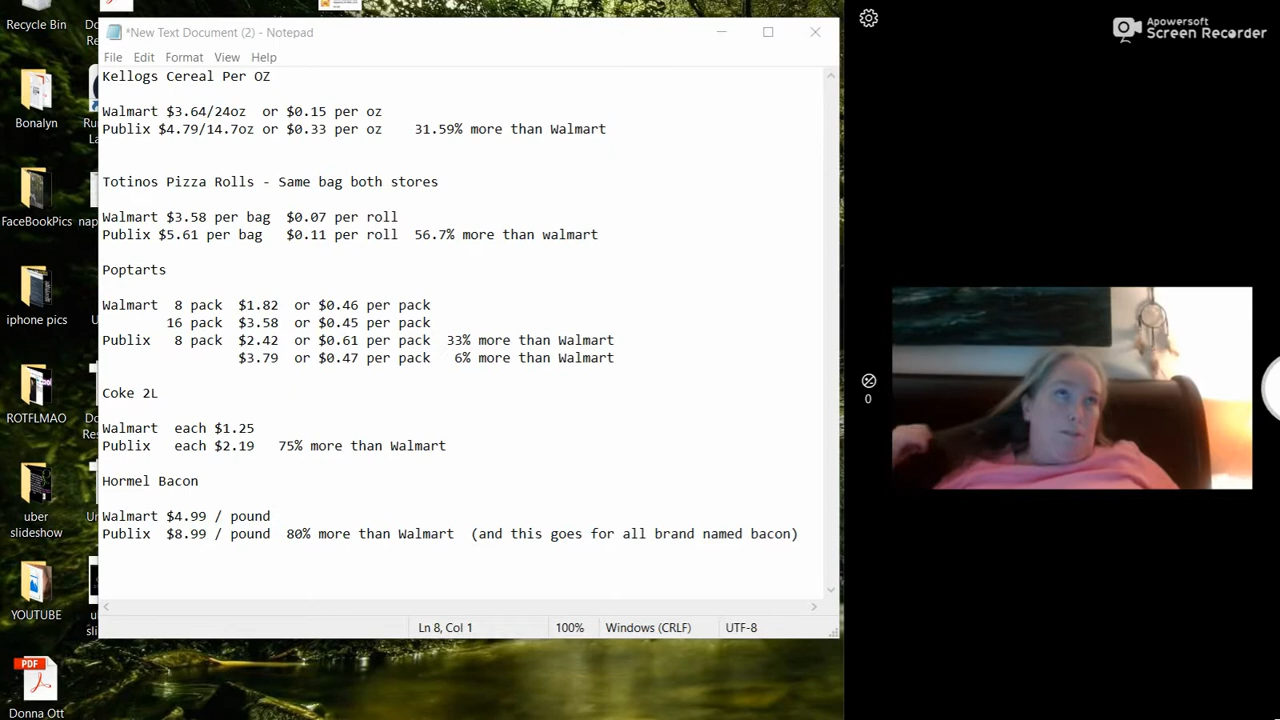 Recycle Bin
*New Text Document (2) - Notepad
File Edit Format View Help
Kellogs Cereal Per OZ
Walmart $3.64/24oz or $0.15 per oz
Publix $4.79/14.7oz or $0.33 per oz 31.59% more than Walmart
Totinos Pizza Rolls - Same bag both stores
Walmart $3.58 per bag $0.07 per roll
Publix $5.61 per bag $0.11 per roll 56.7% more than walmart
Poptarts
Walmart 8 pack $1.82 or $0.46 per pack
16 pack $3.58 or $0.45 per pack
Publix 8 pack $2.42 or $0.61 per pack 33% more than Walmart
$3.79 or $0.47 per pack 6% more than Walmart
Coke 2L
Walmart each $1.25
Publix each $2.19 75% more than Walmart
Hormel Bacon
Walmart $4.99 / pound
Publix $8.99 / pound 80% more than Walmart (and this goes for all brand named bacon)
Ln 8, Col 1 100% Windows (CRLF) UTF-8
Bonalyn
FaceBookPics
iphone pics
ROTFLMAO
uber
slideshow
YOUTUBE
PDF
Donna Ott
Apowersoft
Screen Recorder
0